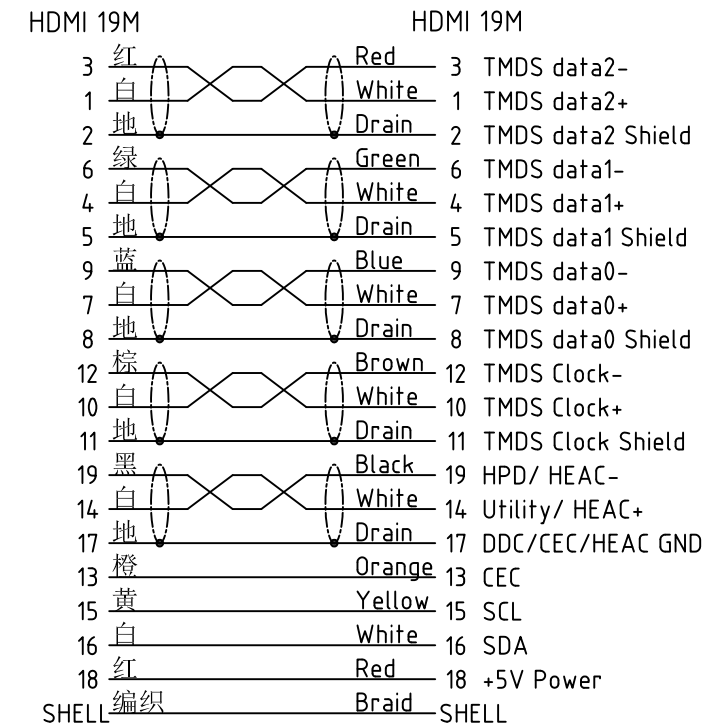 HDMI 19M HDMI 19M
3 红 Red 3 TMDS data2-
1 白 White 1 TMDS data2+
2 地 Drain 2 TMDS data2 Shield
6 绿 Green 6 TMDS data1-
4 白 White 4 TMDS data1+
5 地 Drain 5 TMDS data1 Shield
9 蓝 Blue 9 TMDS data0-
7 白 White 7 TMDS data0+
8 地 Drain 8 TMDS data0 Shield
12 棕 Brown 12 TMDS Clock-
10 白 White 10 TMDS Clock+
11 地 Drain 11 TMDS Clock Shield
19 黑 Black 19 HPD/ HEAC-
14 白 White 14 Utility/ HEAC+
17 地 Drain 17 DDC/CEC/HEAC GND
13 橙 Orange 13 CEC
15 黄 Yellow 15 SCL
16 白 White 16 SDA
18 红 Red 18 +5V Power
SHELL 编织 Braid SHELL